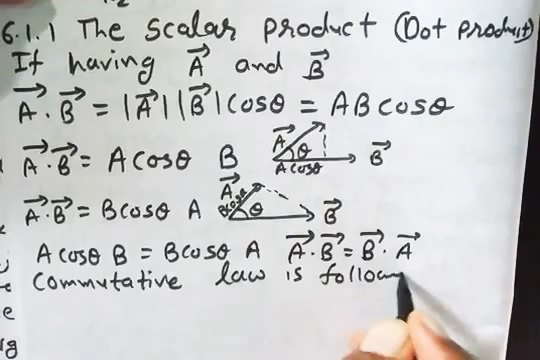 6.1.1 The scalar product (Dot product)
If having A⃗ and B⃗
A⃗ . B⃗ = |A⃗| |B⃗| cosθ = AB cosθ
A⃗ . B⃗ = A cosθ B A⃗ θ A cosθ B⃗
A⃗ . B⃗ = B cosθ A A⃗ B cosθ θ B⃗
A cosθ B = B cosθ A A⃗ . B⃗ = B⃗ . A⃗
Commutative law is follow